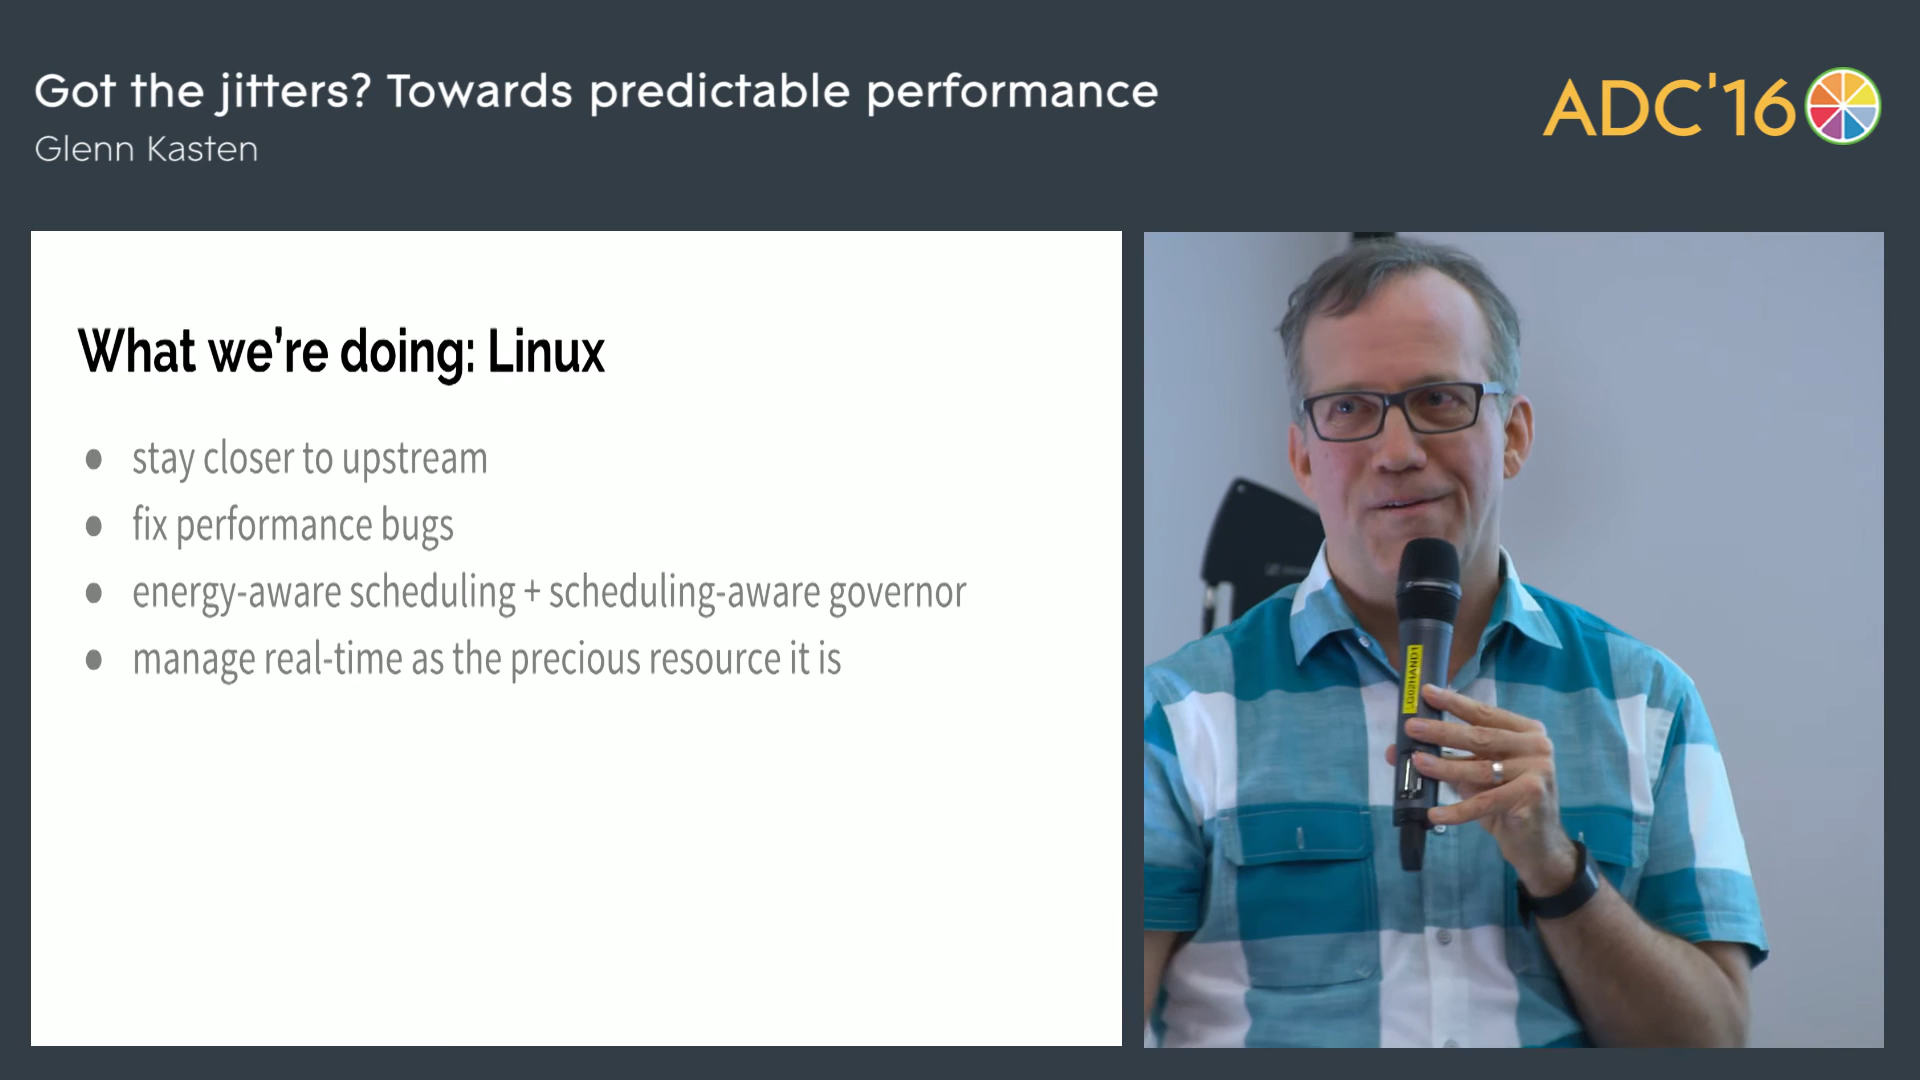 Got the jitters? Towards predictable performance
Glenn Kasten
ADC'16
What we're doing: Linux
● stay closer to upstream
● fix performance bugs
● energy-aware scheduling + scheduling-aware governor
● manage real-time as the precious resource it is
LG02HAND1